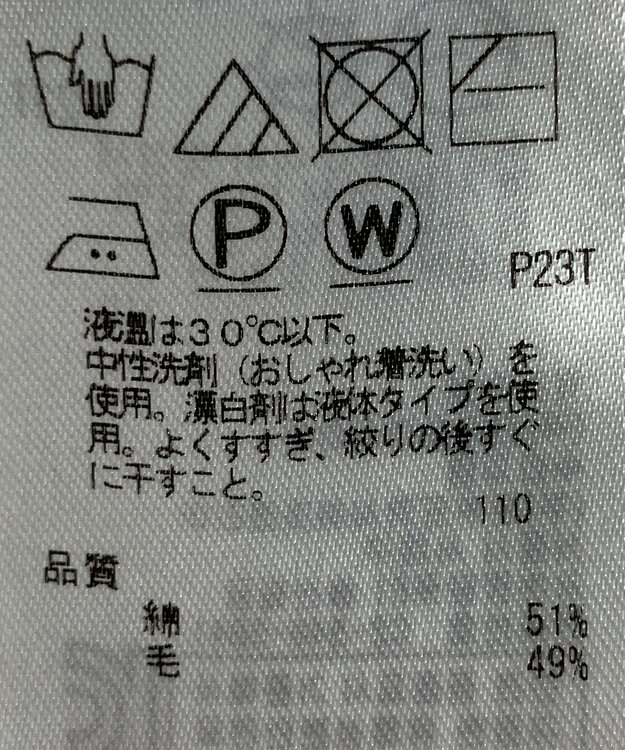 P W
P23T
液温は30℃以下。
中性洗剤（おしゃれ着洗い）を
使用。漂白剤は液体タイプを使
用。よくすすぎ、絞りの後すぐ
に干すこと。
110
品質
綿 51%
毛 49%